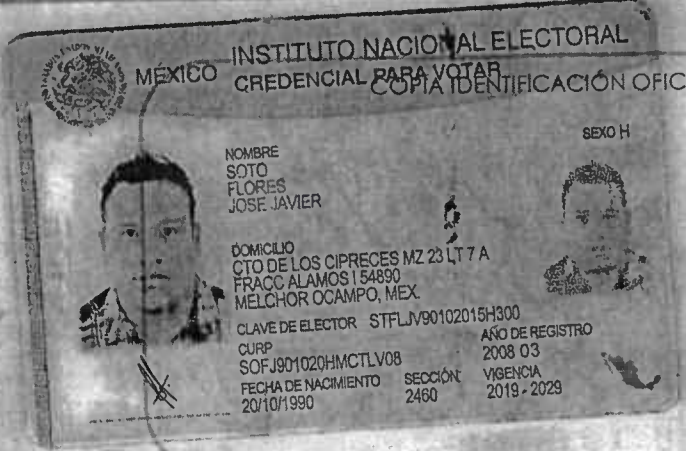 MÉXICO
INSTITUTO NACIONAL ELECTORAL
CREDENCIAL PARA VOTAR
COPIA IDENTIFICACIÓN OFIC
SEXO H
NOMBRE
SOTO
FLORES
JOSE JAVIER
DOMICILIO
CTO DE LOS CIPRECES MZ 23 LT 7 A
FRACC ALAMOS I 54890
MELCHOR OCAMPO, MEX.
CLAVE DE ELECTOR STFLJV90102015H300
CURP
SOFJ901020HMCTLV08
AÑO DE REGISTRO
2008 03
FECHA DE NACIMIENTO
20/10/1990
SECCIÓN
2460
VIGENCIA
2019 - 2029